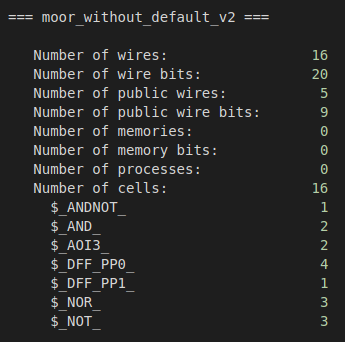 === moor_without_default_v2 ===
Number of wires: 16
Number of wire bits: 20
Number of public wires: 5
Number of public wire bits: 9
Number of memories: 0
Number of memory bits: 0
Number of processes: 0
Number of cells: 16
$_ANDNOT_ 1
$_AND_ 2
$_AOI3_ 2
$_DFF_PP0_ 4
$_DFF_PP1_ 1
$_NOR_ 3
$_NOT_ 3